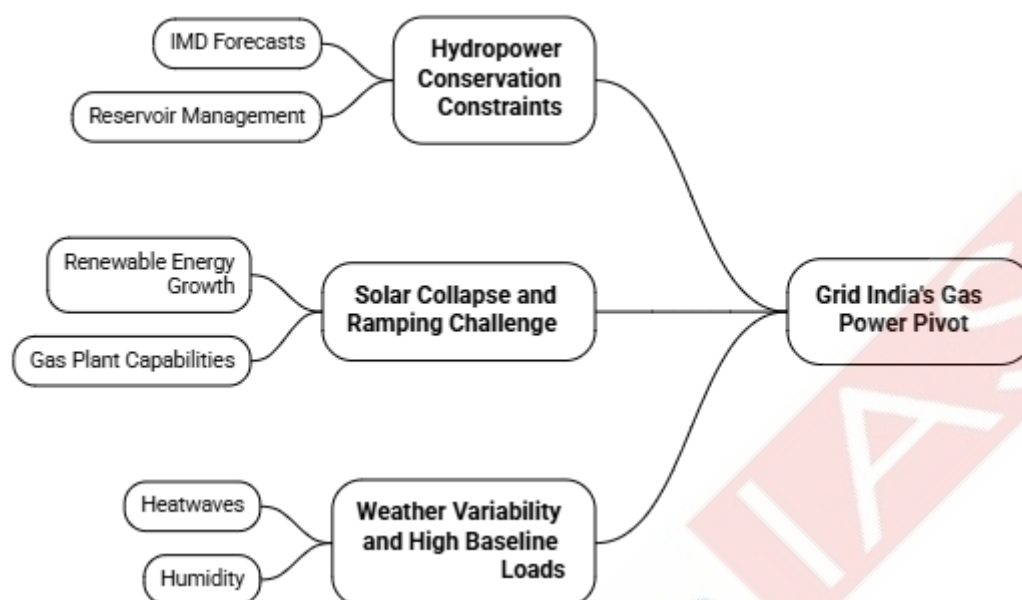 IMD Forecasts
Reservoir Management
Hydropower
Conservation
Constraints
Renewable Energy
Growth
Gas Plant Capabilities
Solar Collapse and
Ramping Challenge
Grid India's Gas
Power Pivot
Heatwaves
Humidity
Weather Variability
and High Baseline
Loads
IAS